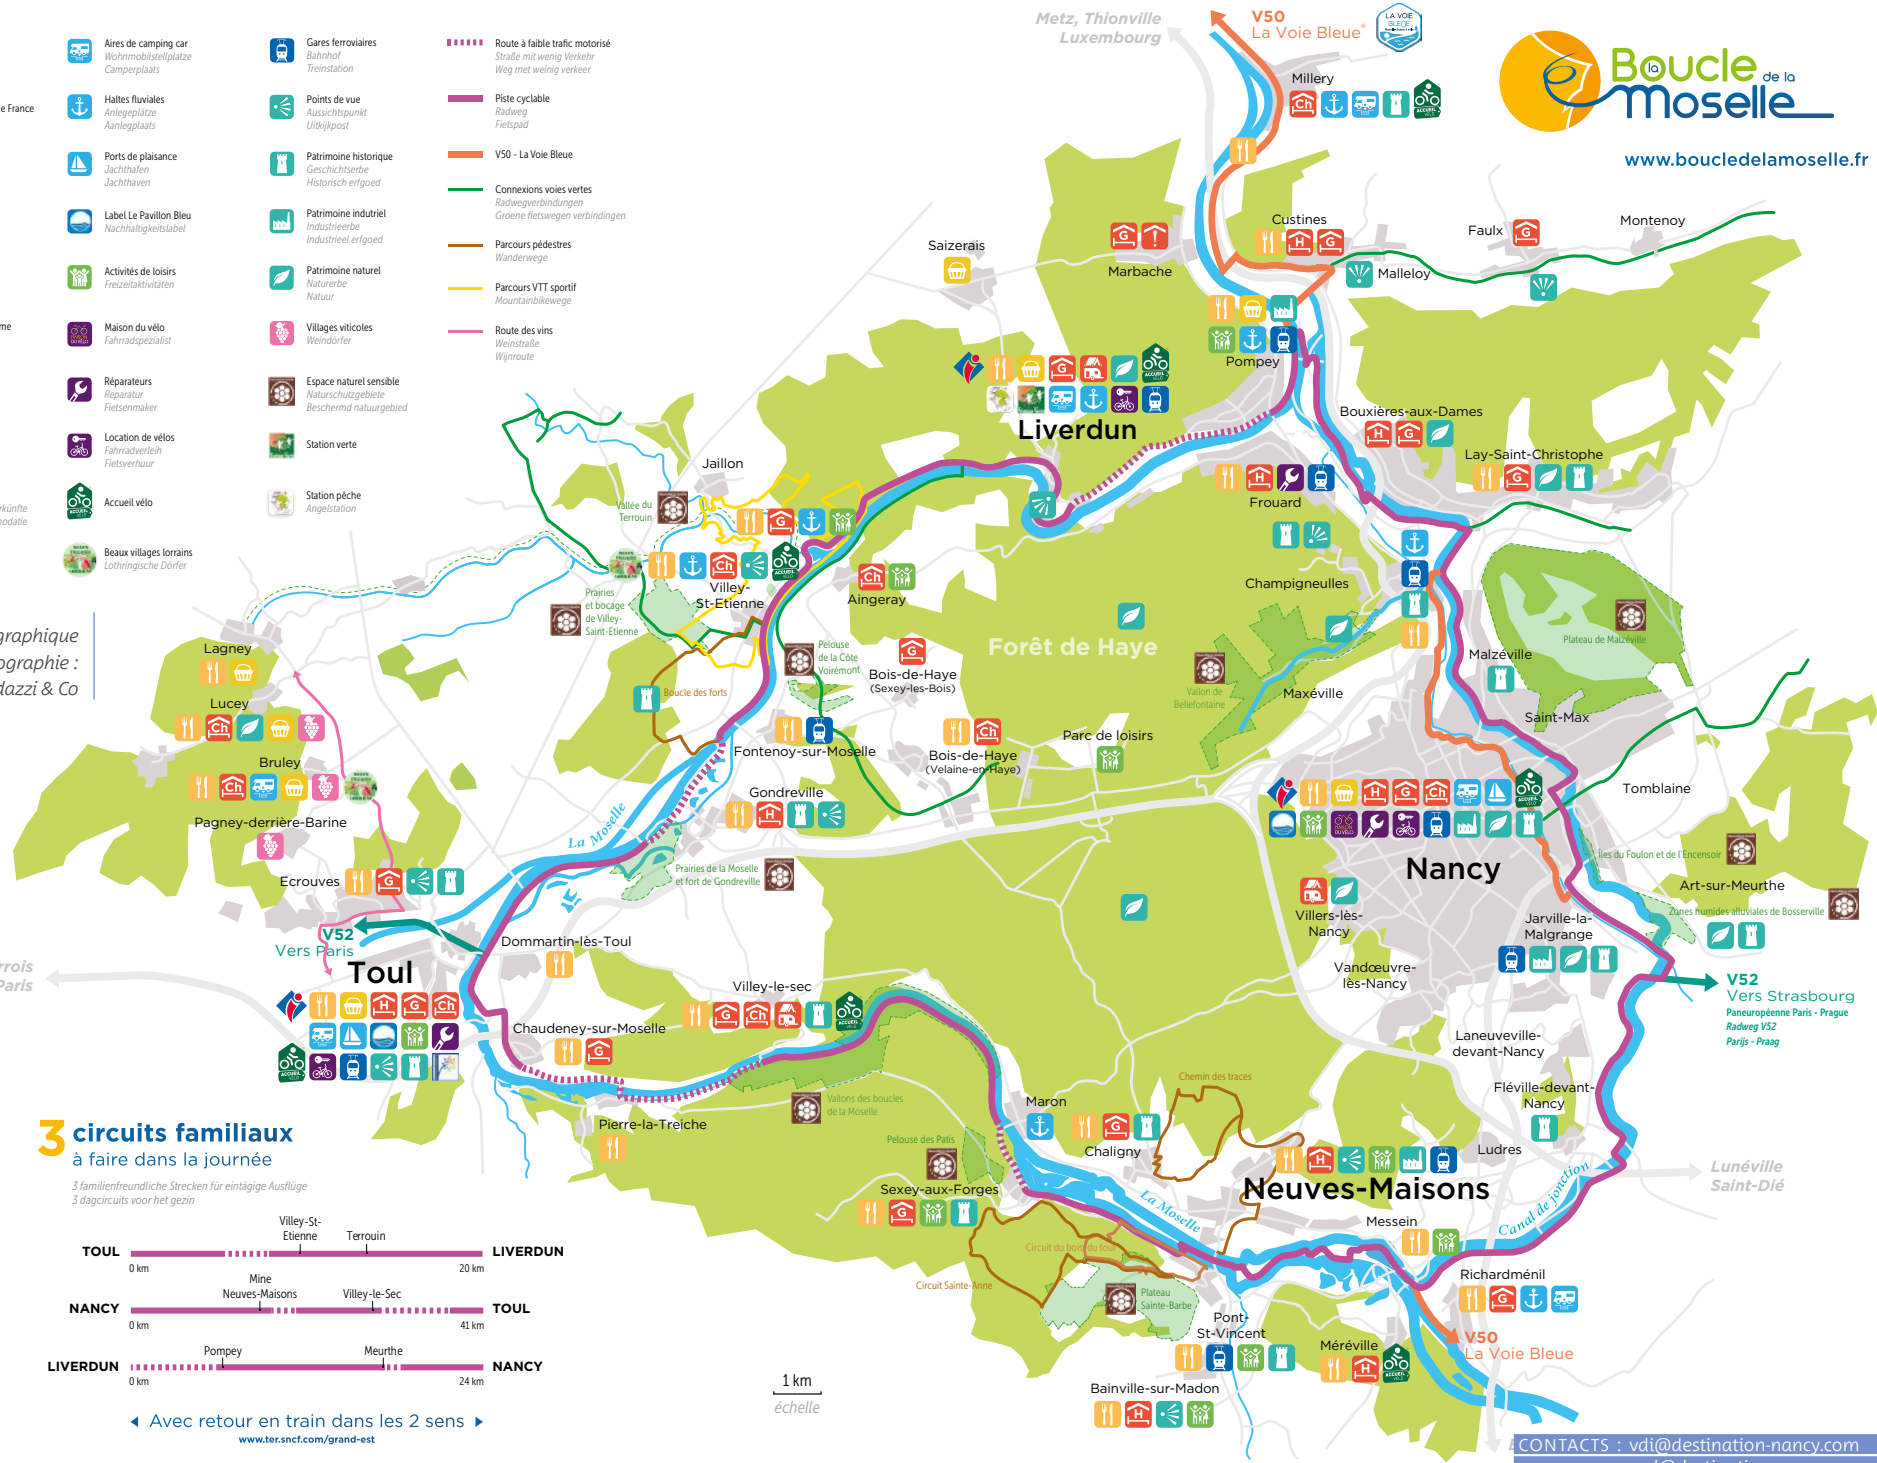 Aires de camping car
Wohnmobilstellplatze
Camperplaats
Haltes fluviales
Anlegeplätze
Aanlegplaats
Ports de plaisance
Jachthafen
Jachthaven
Label Le Pavillon Bleu
Nachhaltigkeitslabel
Activités de loisirs
Freizeitaktivitäten
Maison du vélo
Fahrradspezialist
Réparateurs
Reparatur
Fietsenmaker
Location de vélos
Fahrradverleih
Fietsverhuur
Accueil vélo
Beaux villages lorrains
Lothringische Dörfer
Gares ferroviaires
Bahnhof
Treinstation
Points de vue
Aussichtspunkt
Uitkijkpost
Patrimoine historique
Geschichtserbe
Historisch erfgoed
Patrimoine indutriel
Industrieerbe
Industrieel erfgoed
Patrimoine naturel
Naturerbe
Natuur
Villages viticoles
Weindörfer
Espace naturel sensible
Naturschutzgebiete
Beschermd natuurgebied
Station verte
Station pêche
Angelstation
Route à faible trafic motorisé
Straße mit wenig Verkehr
Weg met weinig verkeer
Piste cyclable
Radweg
Fietspad
V50 - La Voie Bleue
Connexions voies vertes
Radwegverbindungen
Groene fietswegen verbindingen
Parcours pédestres
Wanderwege
Parcours VTT sportif
Mountainbikewege
Route des vins
Weinstraße
Wijnroute
e France
me
rkünfte
nodatie
graphique
ographie :
dazzi & Co
Metz, Thionville
Luxembourg
V50
La Voie Bleue®
LA VOIE
BLEUE
la
Boucle
de la
Moselle
www.boucledelamoselle.fr
Millery
Custines
Faulx
Montenoy
Malleloy
Marbache
Saizerais
Pompey
Liverdun
Bouxières-aux-Dames
Lay-Saint-Christophe
Frouard
Champigneulles
Jaillon
Vallée du
Terrouin
Villey-
St-Etienne
Prairies
et bocage
de Villey-
Saint-Etienne
Aingeray
Pelouse
de la Côte
Voirémont
Bois-de-Haye
(Sexey-les-Bois)
Forêt de Haye
Boucle des forts
Vallon de
Bellefontaine
Maxéville
Malzéville
Plateau de Malzéville
Saint-Max
Lagney
Lucey
Bruley
Pagney-derrière-Barine
Ecrouves
Fontenoy-sur-Moselle
Bois-de-Haye
(Velaine-en-Haye)
Parc de loisirs
Gondreville
La Moselle
Prairies de la Moselle
et fort de Gondreville
Tomblaine
Nancy
Îles du Foulon et de l'Encensoir
Art-sur-Meurthe
Zones humides alluviales de Bosserville
Villers-lès-
Nancy
Jarville-la-
Malgrange
Vandœuvre-
lès-Nancy
V52
Vers Strasbourg
Paneuropéenne Paris - Prague
Radweg V52
Parijs - Praag
V52
Vers Paris
rrois
Paris
Toul
Dommartin-lès-Toul
Chaudeney-sur-Moselle
Villey-le-sec
Pierre-la-Treiche
Vallons des boucles
de la Moselle
Laneuveville-
devant-Nancy
Fléville-devant-
Nancy
Ludres
Chemin des traces
Maron
Chaligny
Pelouse des Patis
Sexey-aux-Forges
La Moselle
Neuves-Maisons
Messein
Canal de jonction
Lunéville
Saint-Dié
Richardménil
Circuit du bois du four
Circuit Sainte-Anne
Plateau
Sainte-Barbe
Pont-
St-Vincent
Méréville
V50
La Voie Bleue
Bainville-sur-Madon
3 circuits familiaux
à faire dans la journée
3 familienfreundliche Strecken für eintägige Ausflüge
3 dagcircuits voor het gezin
Villey-St-
Etienne
Terrouin
TOUL
LIVERDUN
0 km
20 km
Mine
Neuves-Maisons
Villey-le-Sec
NANCY
TOUL
0 km
41 km
Pompey
Meurthe
LIVERDUN
NANCY
0 km
24 km
Avec retour en train dans les 2 sens
www.ter.sncf.com/grand-est
1 km
échelle
CONTACTS : vdi@destination-nancy.com